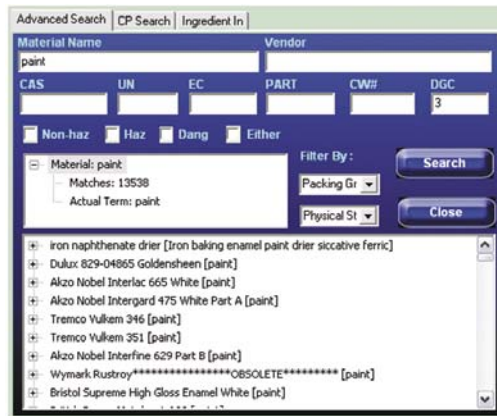 Advanced Search CP Search Ingredient In
Material Name Vendor
paint
CAS UN EC PART CW# DGC
3
Non-haz Haz Dang Either
Material: paint
Matches: 13538
Actual Term: paint
Filter By :
Packing Gr
Physical St
Search
Close
iron naphthenate drier [Iron baking enamel paint drier siccative ferric]
Dulux 829-04865 Goldensheen [paint]
Akzo Nobel Interlac 665 White [paint]
Akzo Nobel Intergard 475 White Part A [paint]
Tremco Vulkem 346 [paint]
Tremco Vulkem 351 [paint]
Akzo Nobel Interfine 629 Part B [paint]
Wymark Rustroy*****************OBSOLETE********** [paint]
Bristol Supreme High Gloss Enamel White [paint]